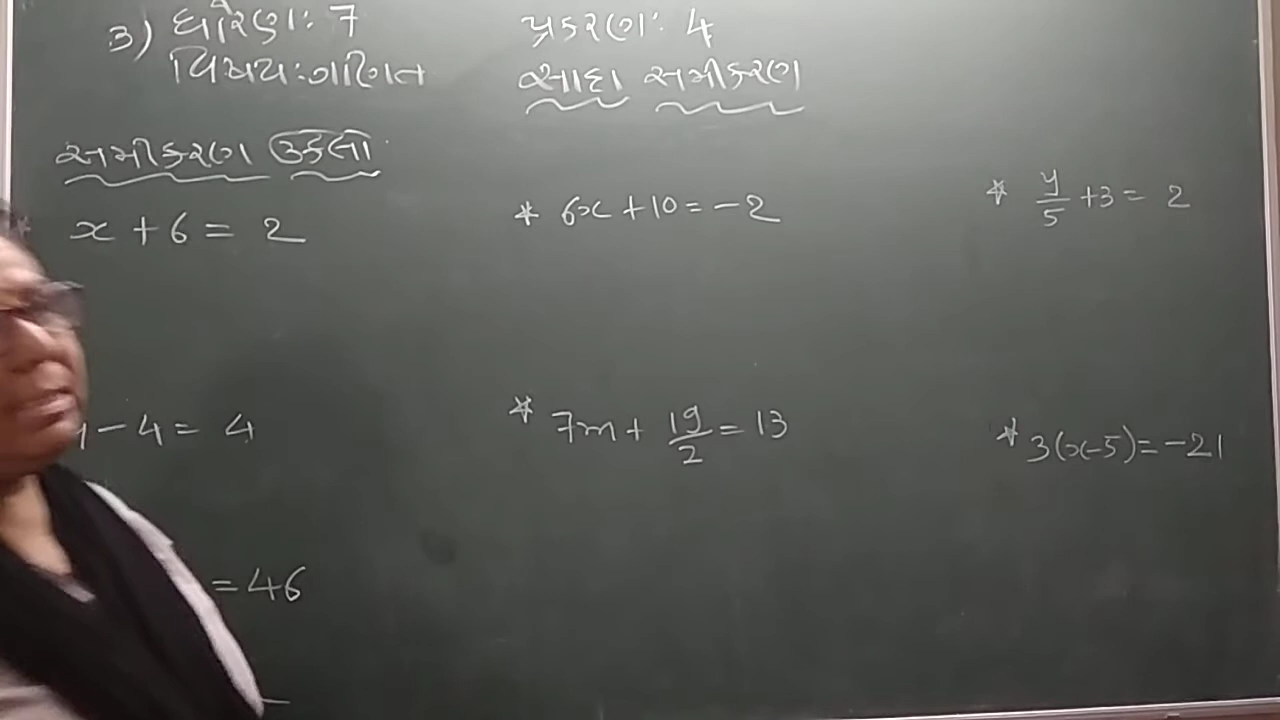 3) ધોરણ: 7 પ્રકરણ: 4
વિષય: ગણિત સાદા સમીકરણ
સમીકરણ ઉકેલો
x + 6 = 2
* 6x + 10 = -2
* y/5 + 3 = 2
- 4 = 4
* 7m + 19/2 = 13
* 3(x-5) = -21
= 46